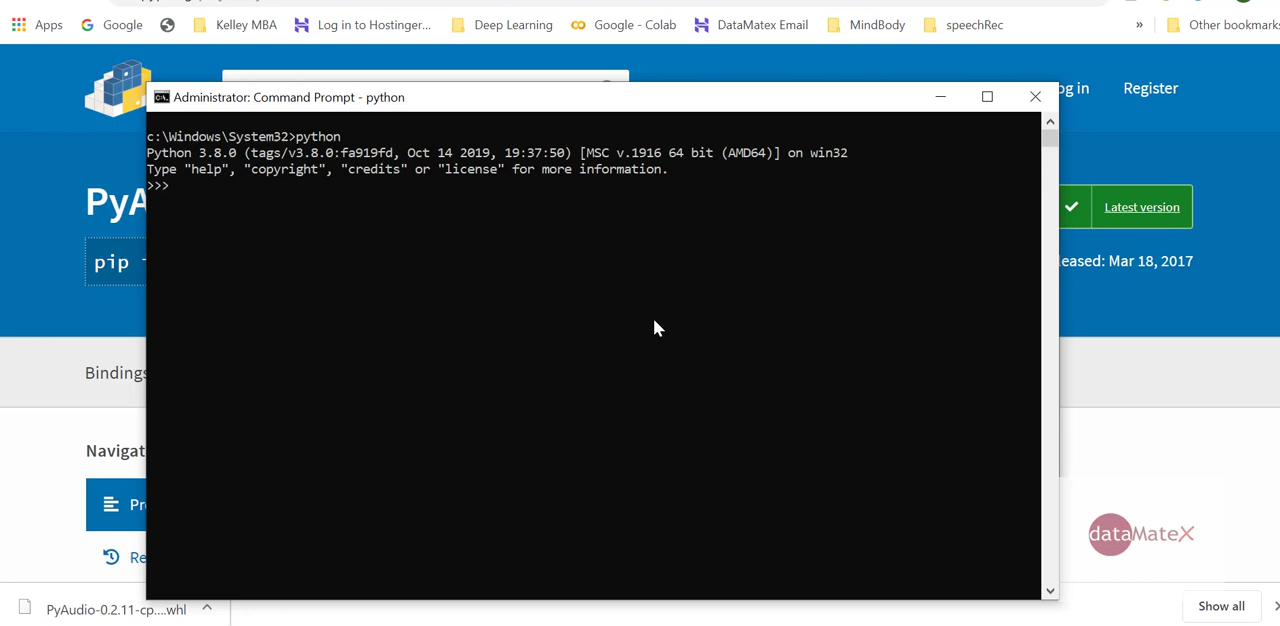 Apps Google Kelley MBA Log in to Hostinger... Deep Learning Google - Colab DataMatex Email MindBody speechRec » Other bookmarks
Administrator: Command Prompt - python
og in Register
c:\Windows\System32>python
Python 3.8.0 (tags/v3.8.0:fa919fd, Oct 14 2019, 19:37:50) [MSC v.1916 64 bit (AMD64)] on win32
Type "help", "copyright", "credits" or "license" for more information.
>>>
PyA
Latest version
pip
eased: Mar 18, 2017
Bindings
Navigat
Pr
dataMateX
Re
PyAudio-0.2.11-cp....whl
Show all